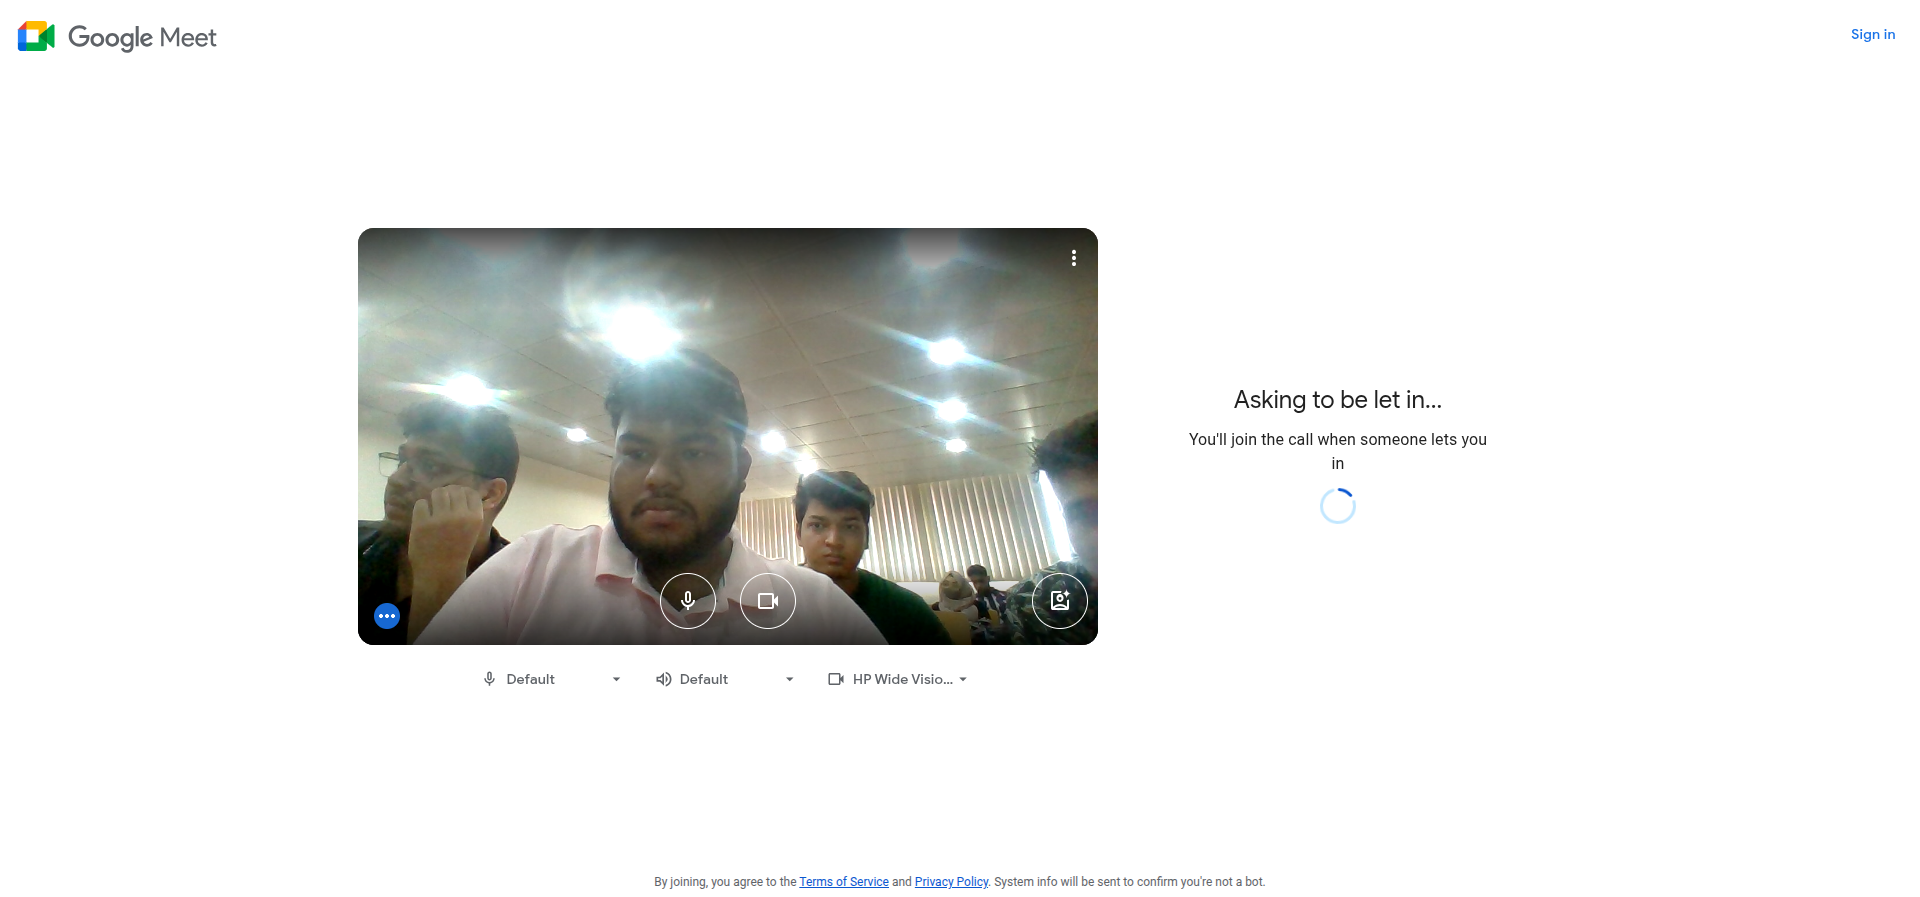 Google Meet
Sign in
Asking to be let in...
You'll join the call when someone lets you
in
Default
Default
HP Wide Visio...
By joining, you agree to the Terms of Service and Privacy Policy. System info will be sent to confirm you're not a bot.